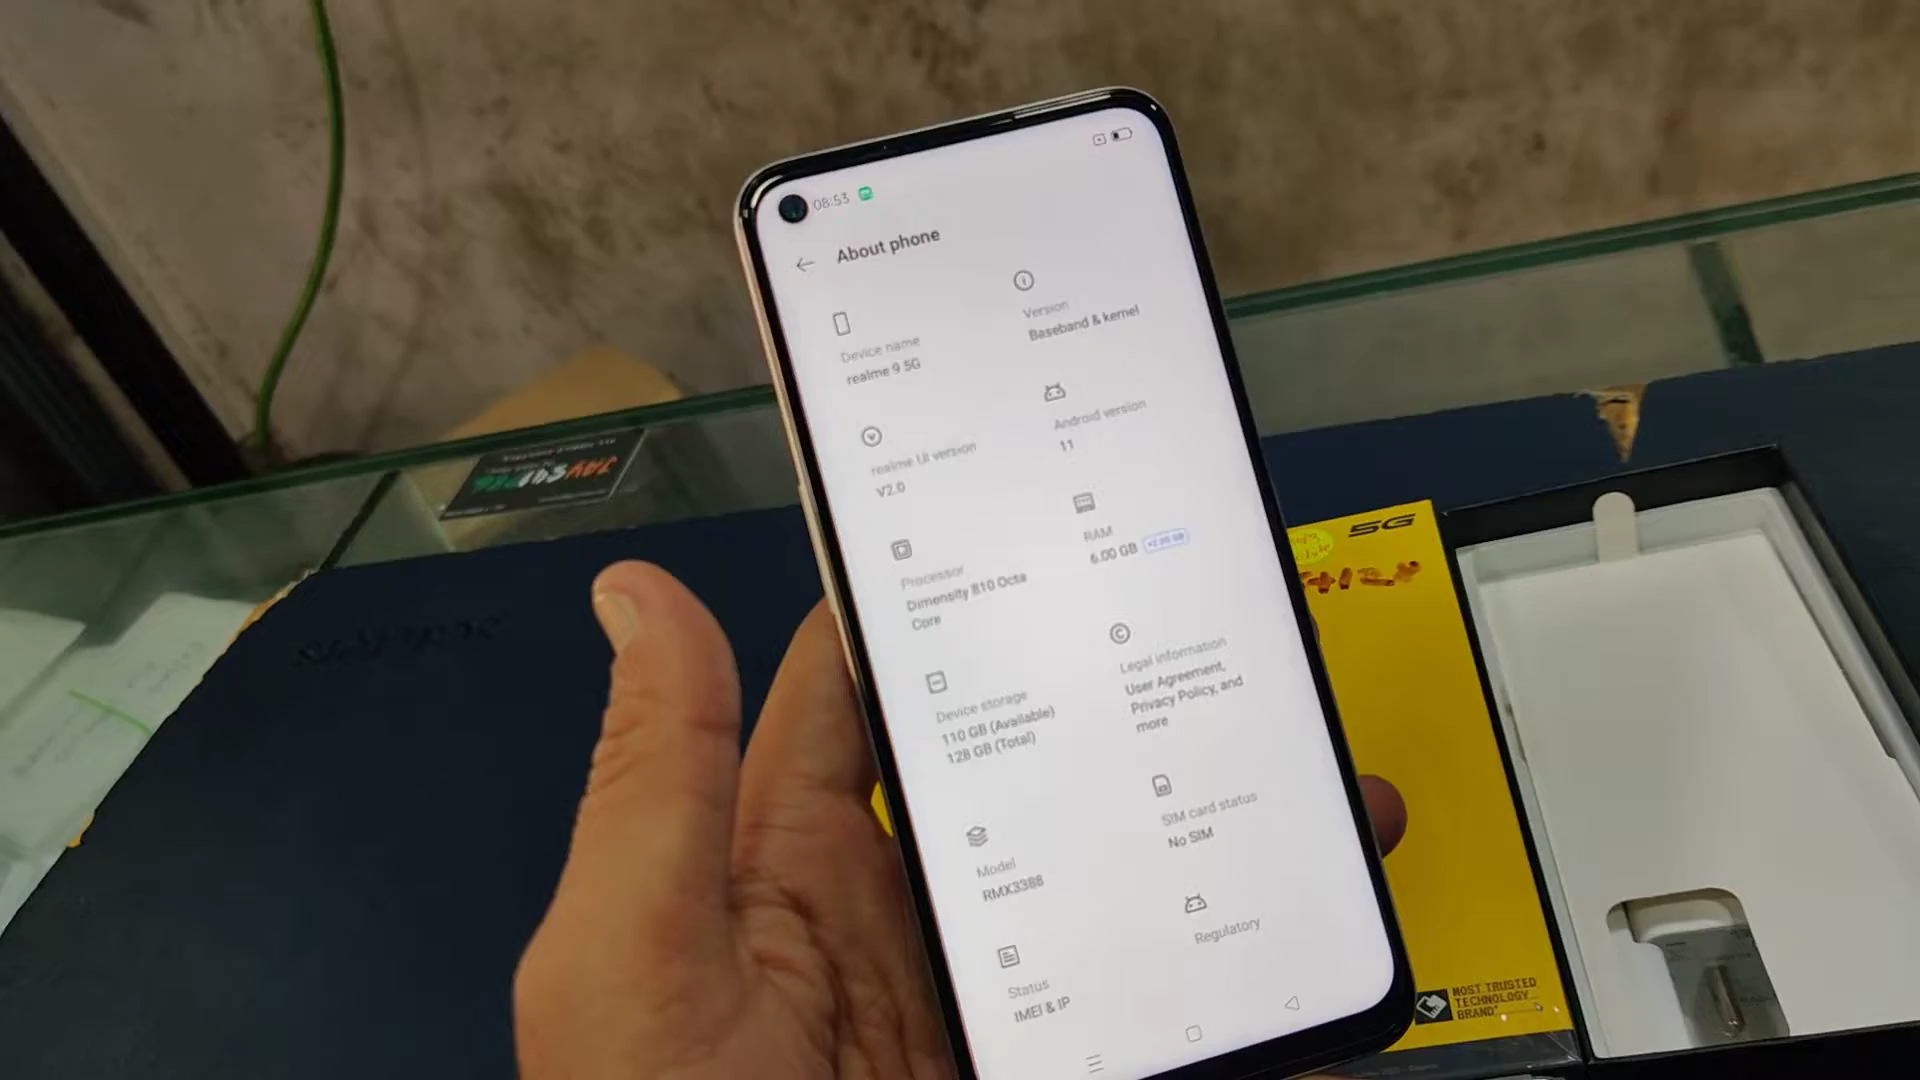 08:53
About phone
Device name
realme 9 5G
Version
Baseband & kernel
realme UI version
V2.0
Android version
11
Processor
Dimensity 810 Octa
Core
RAM
6.00 GB +2.00 GB
Device storage
110 GB (Available)
128 GB (Total)
Legal information
User Agreement,
Privacy Policy, and
more
Model
RMX3388
SIM card status
No SIM
Status
IMEI & IP
Regulatory
5G
MOST TRUSTED
TECHNOLOGY
BRAND*